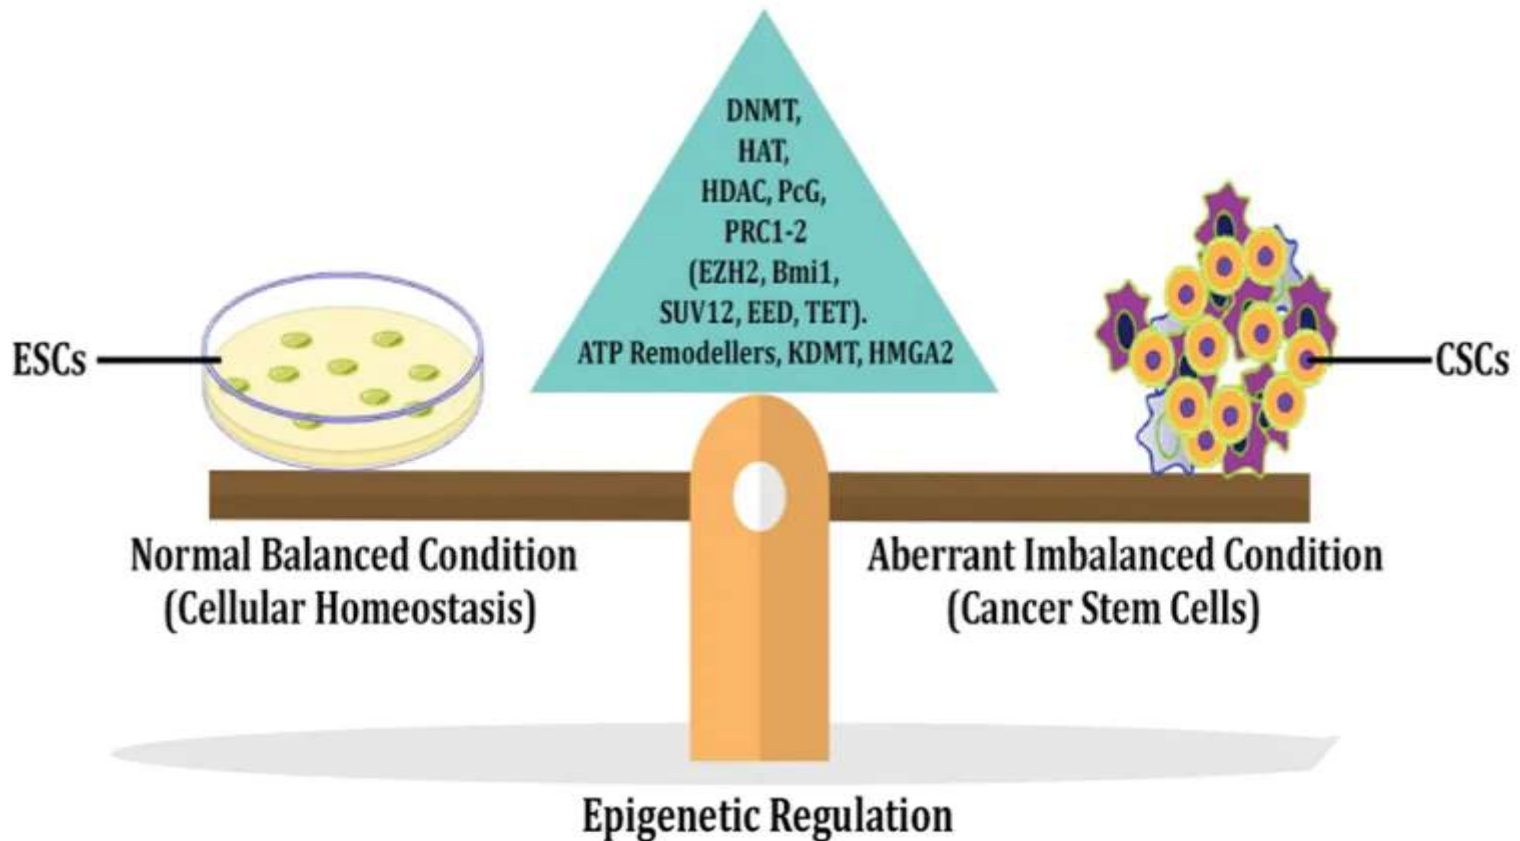 DNMT,
HAT,
HDAC, PcG,
PRC1-2
(EZH2, Bmi1,
SUV12, EED, TET).
ATP Remodellers, KDMT, HMGA2
ESCs
CSCs
Normal Balanced Condition
(Cellular Homeostasis)
Aberrant Imbalanced Condition
(Cancer Stem Cells)
Epigenetic Regulation